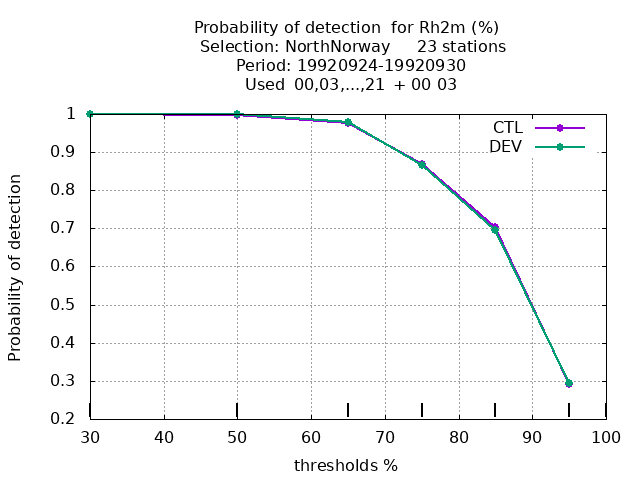 Probability of detection  for Rh2m (%)
Selection: NorthNorway     23 stations
Period: 19920924-19920930
Used  00,03,...,21  + 00 03
CTL
DEV
Probability of detection
1
0.9
0.8
0.7
0.6
0.5
0.4
0.3
0.2
30 40 50 60 70 80 90 100
thresholds %